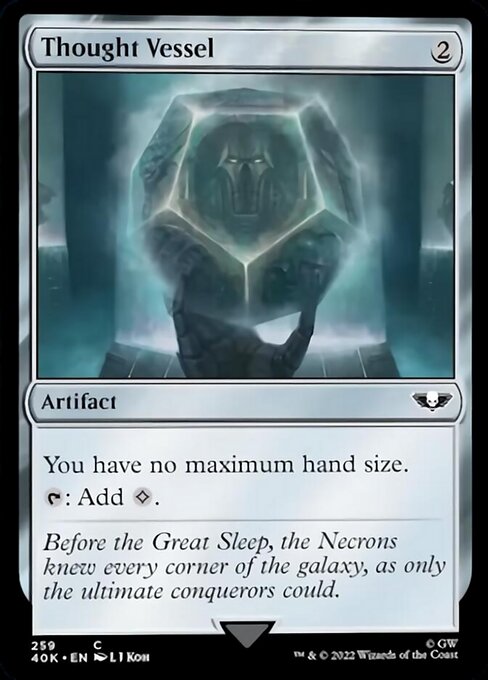 Thought Vessel 2
Artifact
You have no maximum hand size.
: Add .
Before the Great Sleep, the Necrons
knew every corner of the galaxy, as only
the ultimate conquerors could.
259 C
40K • EN LI KOH
© GW
™ & © 2022 Wizards of the Coast